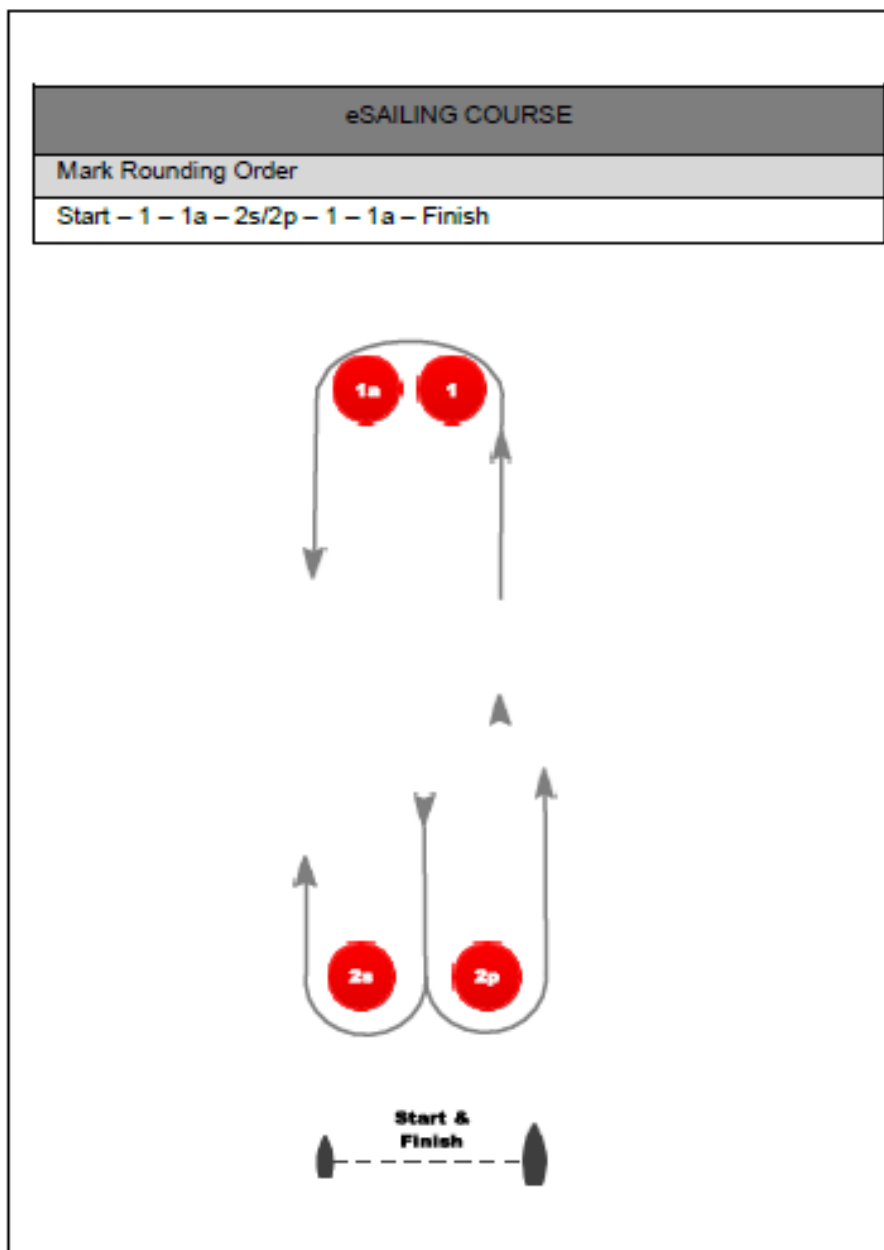 eSAILING COURSE
Mark Rounding Order
Start – 1 – 1a – 2s/2p – 1 – 1a – Finish
1a
1
2s
2p
Start &
Finish